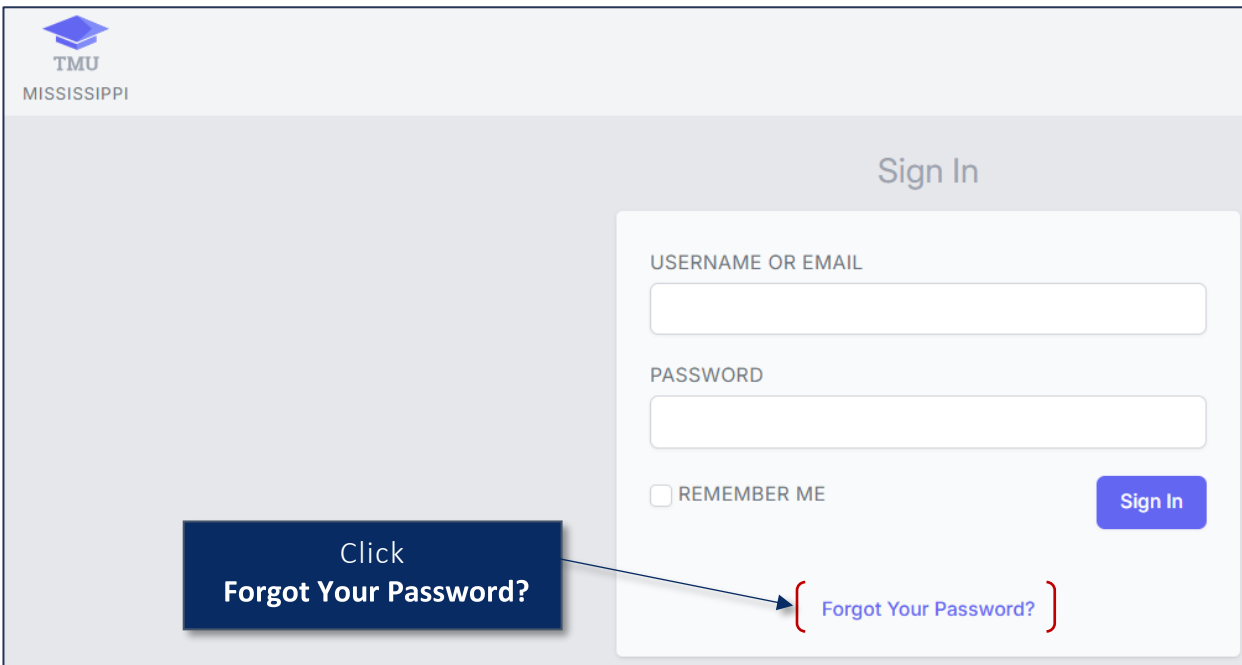 TMU
MISSISSIPPI
Sign In
USERNAME OR EMAIL
PASSWORD
REMEMBER ME
Sign In
Click
Forgot Your Password?
Forgot Your Password?